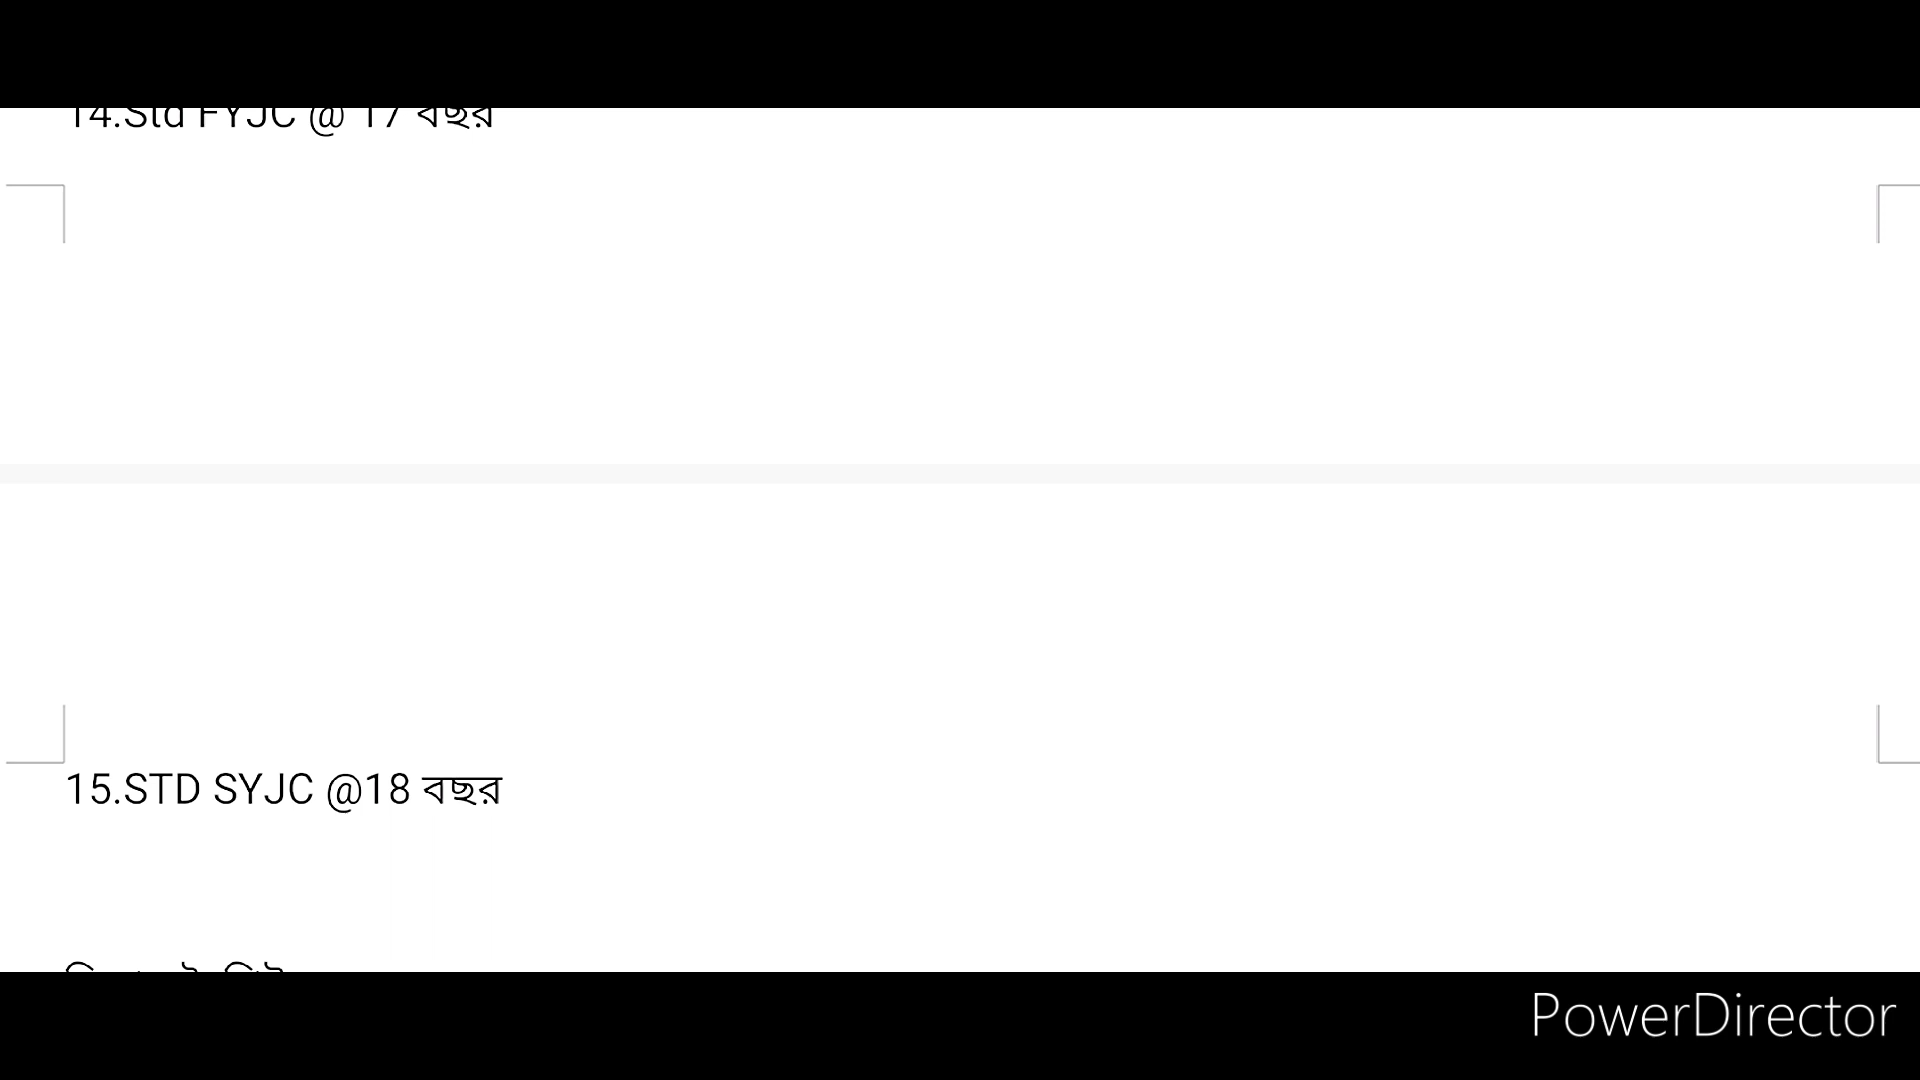 14.Std FYJC @ 17 বছর
15.STD SYJC @18 বছর
PowerDirector